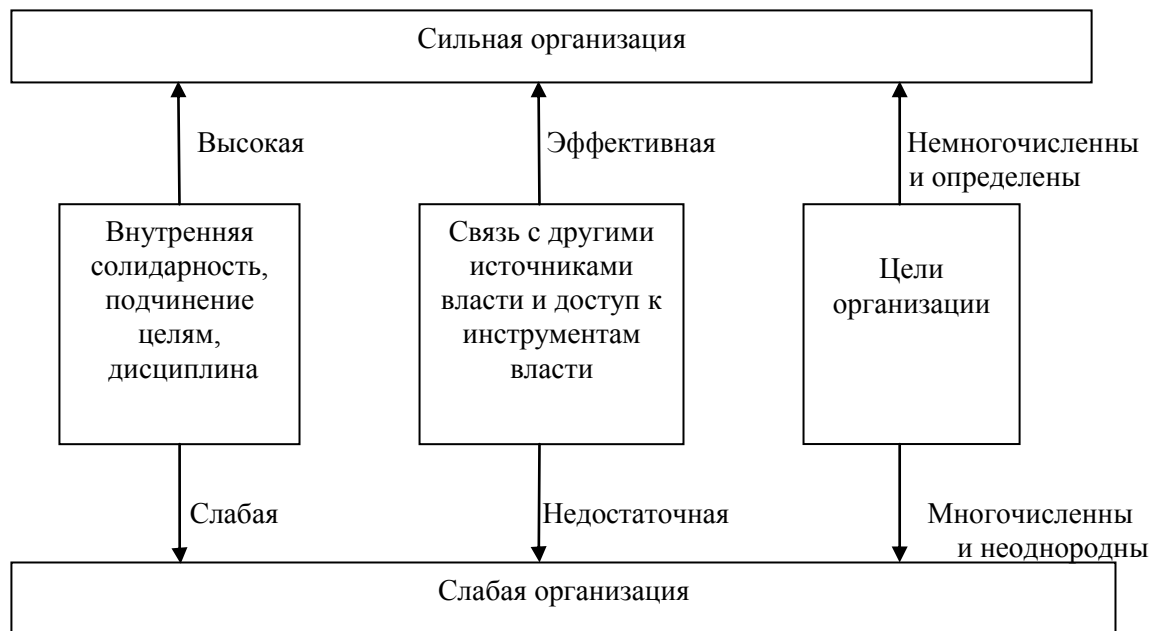 Сильная организация
Высокая
Эффективная
Немногочисленны
и определены
Внутренняя
солидарность,
подчинение
целям,
дисциплина
Связь с другими
источниками
власти и доступ к
инструментам
власти
Цели
организации
Слабая
Недостаточная
Многочисленны
и неоднородны
Слабая организация